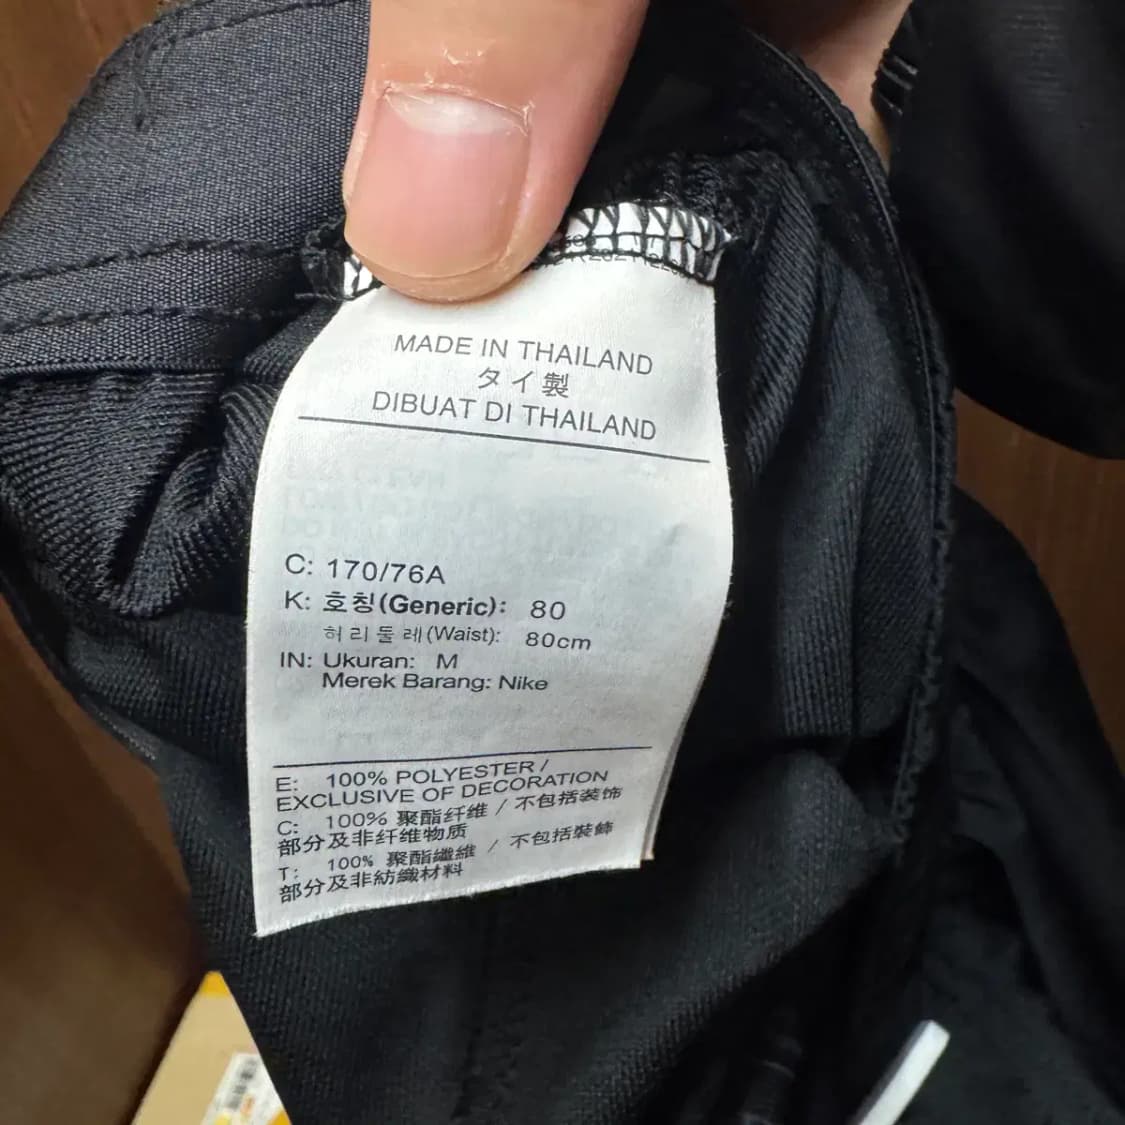 MADE IN THAILAND
タイ製
DIBUAT DI THAILAND
C: 170/76A
K: 호칭(Generic): 80
허리둘레(Waist): 80cm
IN: Ukuran: M
Merek Barang: Nike
E: 100% POLYESTER /
EXCLUSIVE OF DECORATION
C: 100% 聚酯纤维 / 不包括装饰
部分及非纤维物质
T: 100% 聚酯纖維 / 不包括裝飾
部分及非紡織材料